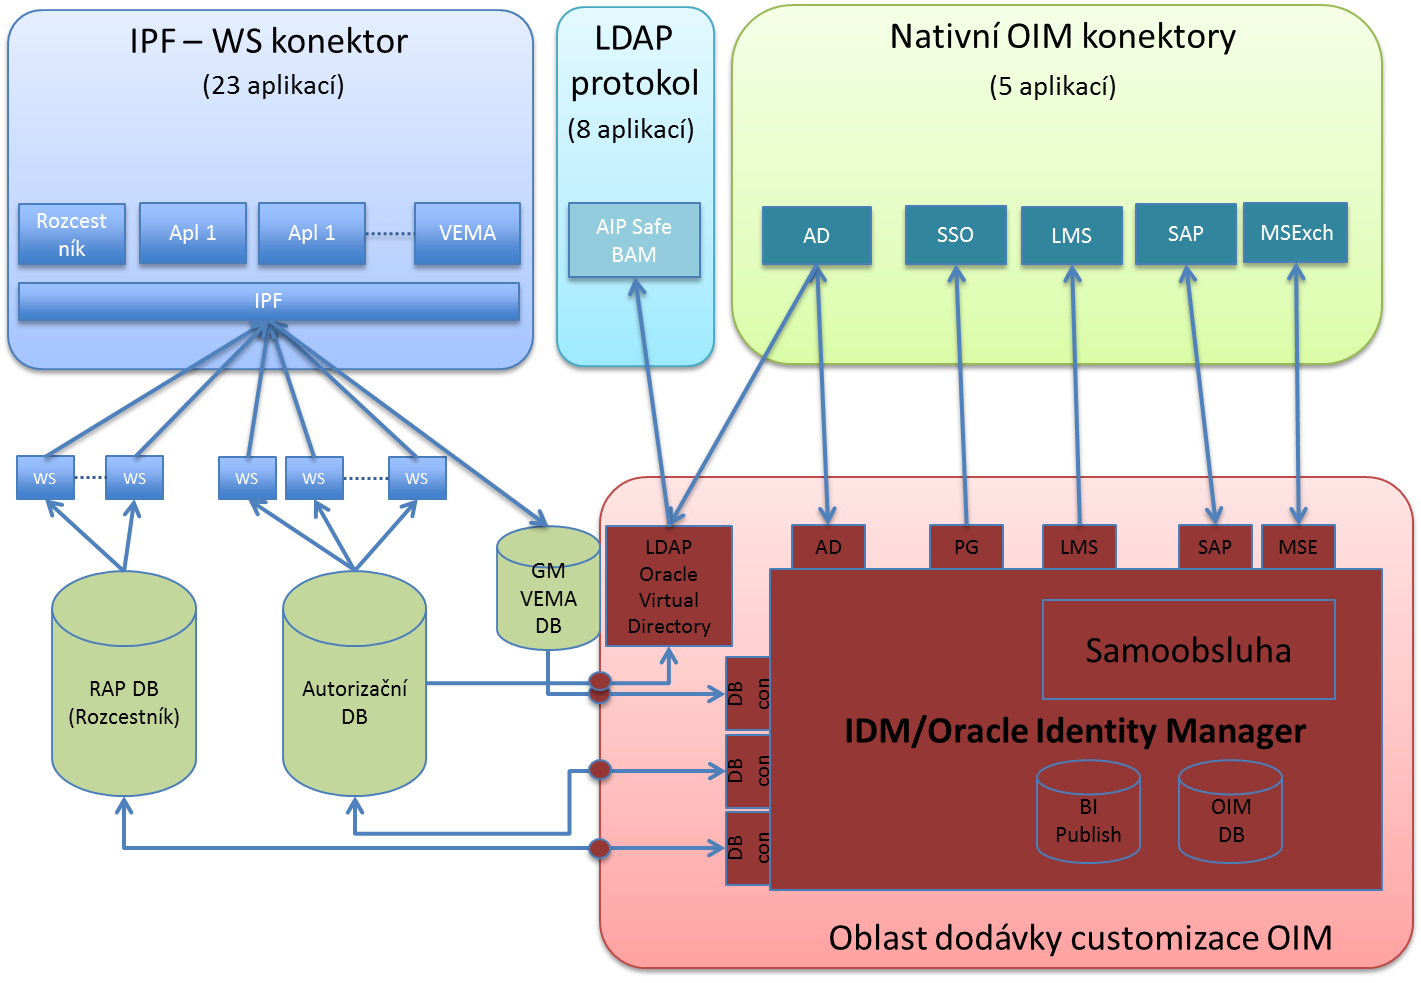 IPF – WS konektor
(23 aplikací)
LDAP
protokol
(8 aplikací)
Nativní OIM konektory
(5 aplikací)
Rozcest
ník
Apl 1
Apl 1
VEMA
IPF
AIP Safe
BAM
AD
SSO
LMS
SAP
MSExch
WS
WS
WS
WS
WS
GM
VEMA
DB
LDAP
Oracle
Virtual
Directory
AD
PG
LMS
SAP
MSE
RAP DB
(Rozcestník)
Autorizační
DB
DB
con
DB
con
DB
con
Samoobsluha
IDM/Oracle Identity Manager
BI
Publish
OIM
DB
Oblast dodávky customizace OIM